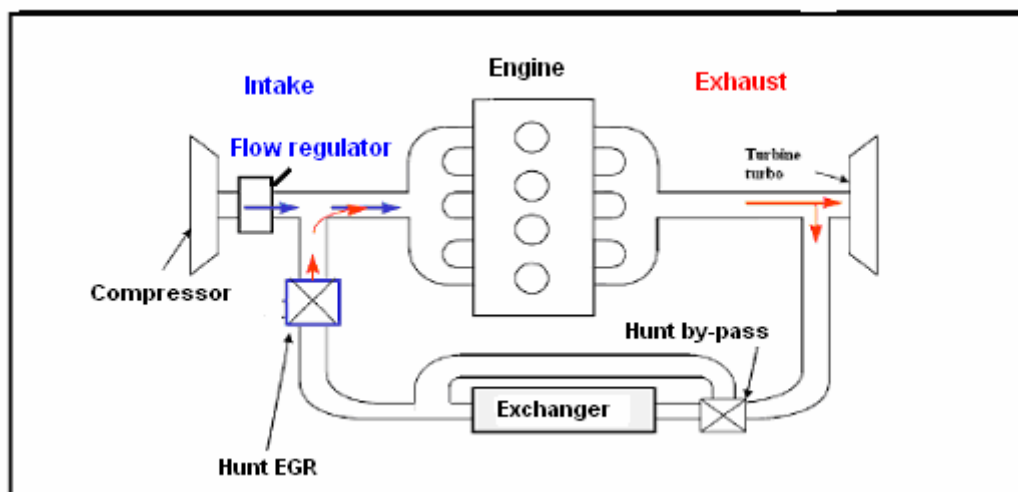 Engine
Intake
Exhaust
Flow regulator
Turbine
turbo
Compressor
Hunt by-pass
Exchanger
Hunt EGR